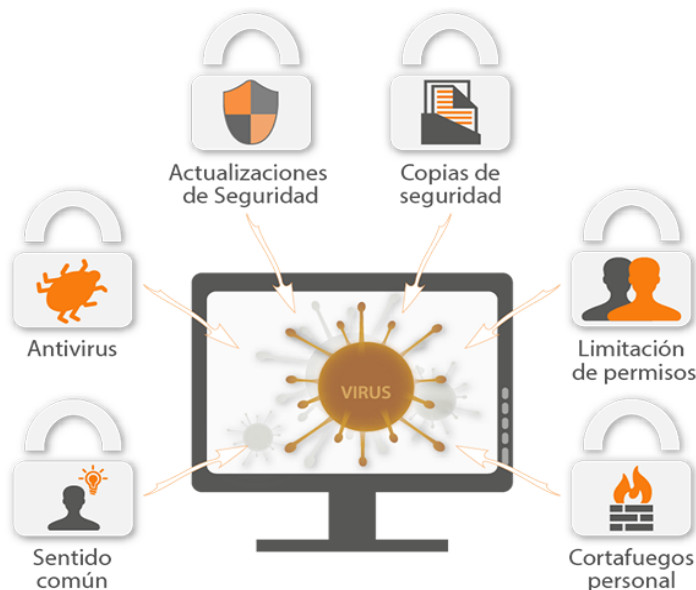 Actualizaciones
de Seguridad
Copias de
seguridad
Antivirus
Limitación
de permisos
VIRUS
Sentido
común
Cortafuegos
personal